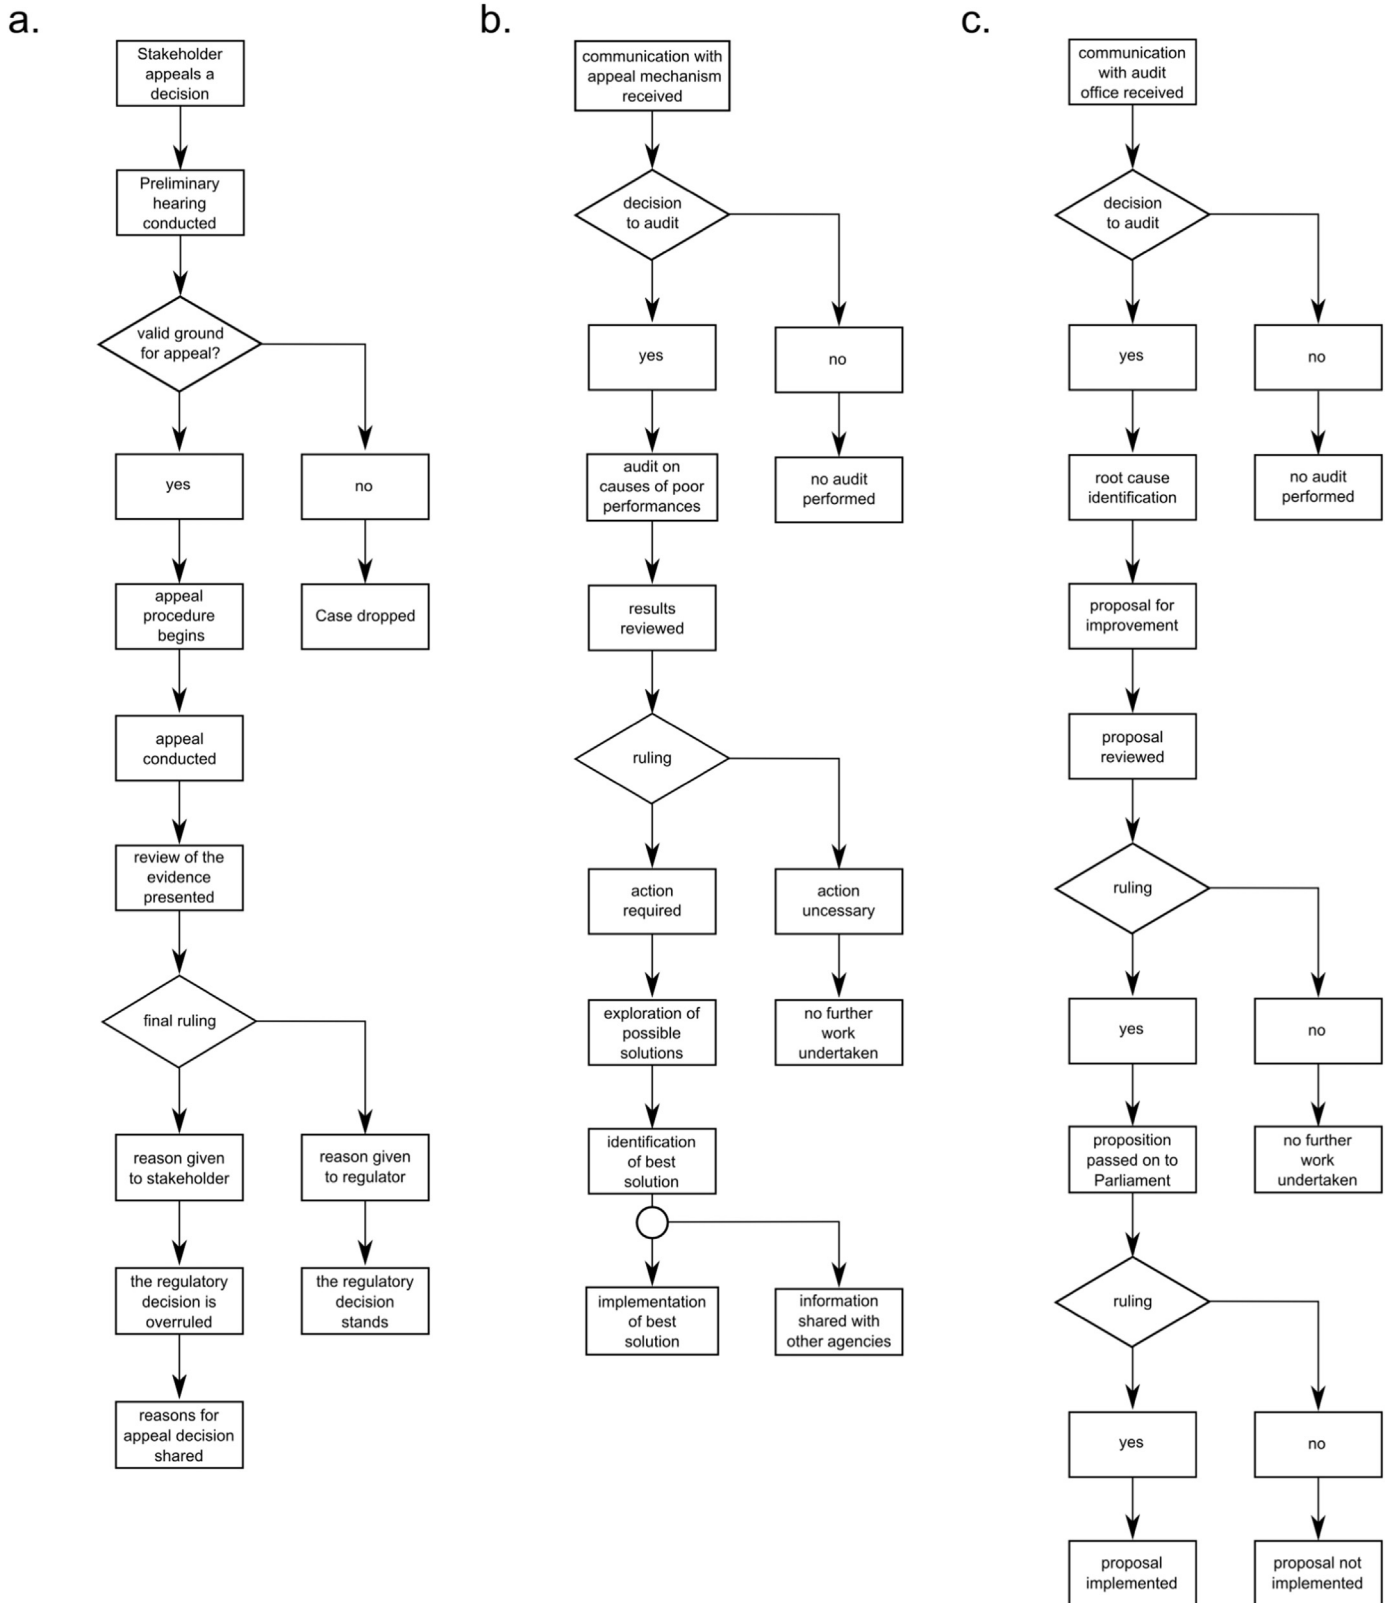 a.
Stakeholder
appeals a
decision
Preliminary
hearing
conducted
valid ground
for appeal?
yes
no
appeal
procedure
begins
Case dropped
appeal
conducted
review of the
evidence
presented
final ruling
reason given
to stakeholder
reason given
to regulator
the regulatory
decision is
overruled
the regulatory
decision
stands
reasons for
appeal decision
shared
b.
communication with
appeal mechanism
received
decision
to audit
yes
no
audit on
causes of poor
performances
no audit
performed
results
reviewed
ruling
action
required
action
uncessary
exploration of
possible
solutions
no further
work
undertaken
identification
of best
solution
implementation
of best
solution
information
shared with
other agencies
c.
communication
with audit
office received
decision
to audit
yes
no
root cause
identification
no audit
performed
proposal for
improvement
proposal
reviewed
ruling
yes
no
proposition
passed on to
Parliament
no further
work
undertaken
ruling
yes
no
proposal
implemented
proposal not
implemented